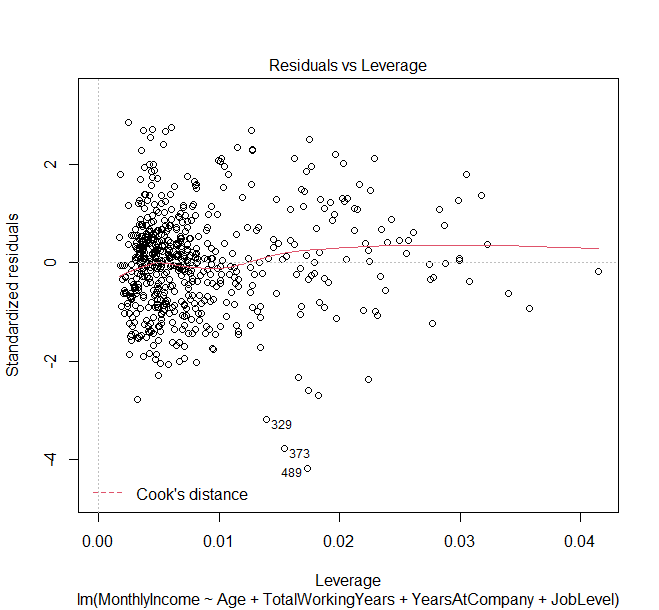 Residuals vs Leverage
Standardized residuals
2
0
-2
-4
329
373
489
Cook's distance
0.00 0.01 0.02 0.03 0.04
Leverage
lm(MonthlyIncome ~ Age + TotalWorkingYears + YearsAtCompany + JobLevel)